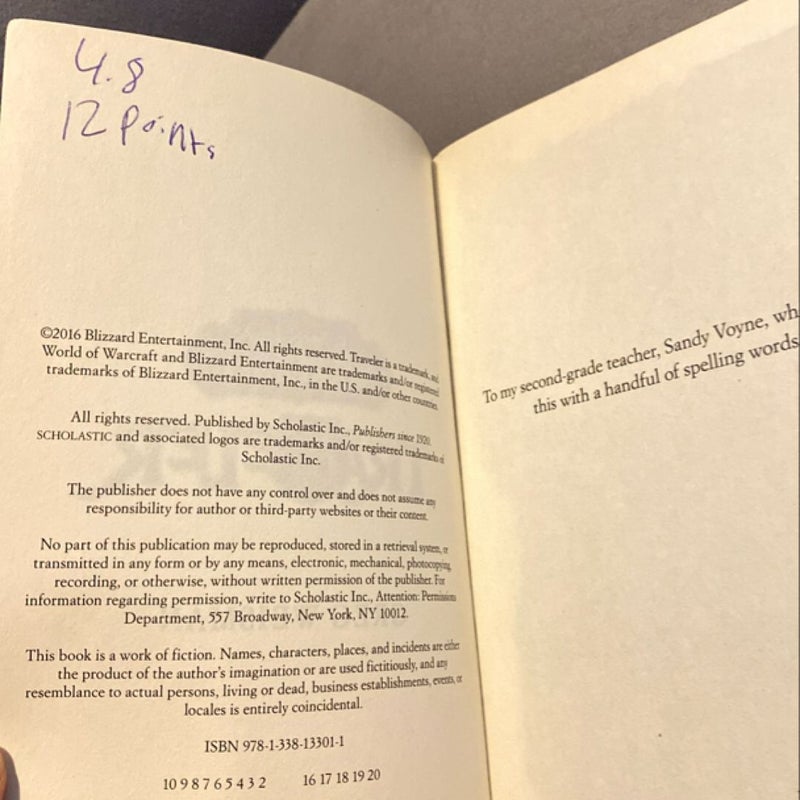 4.8
12 Points
©2016 Blizzard Entertainment, Inc. All rights reserved. Traveler is a trademark, and
World of Warcraft and Blizzard Entertainment are trademarks and/or registered
trademarks of Blizzard Entertainment, Inc., in the U.S. and/or other countries.
All rights reserved. Published by Scholastic Inc., Publishers since 1920.
SCHOLASTIC and associated logos are trademarks and/or registered trademarks of
Scholastic Inc.
The publisher does not have any control over and does not assume any
responsibility for author or third-party websites or their content.
No part of this publication may be reproduced, stored in a retrieval system, or
transmitted in any form or by any means, electronic, mechanical, photocopying,
recording, or otherwise, without written permission of the publisher. For
information regarding permission, write to Scholastic Inc., Attention: Permissions
Department, 557 Broadway, New York, NY 10012.
This book is a work of fiction. Names, characters, places, and incidents are either
the product of the author's imagination or are used fictitiously, and any
resemblance to actual persons, living or dead, business establishments, events, or
locales is entirely coincidental.
ISBN 978-1-338-13301-1
10 9 8 7 6 5 4 3 2 16 17 18 19 20
To my second-grade teacher, Sandy Voyne, wh
this with a handful of spelling words